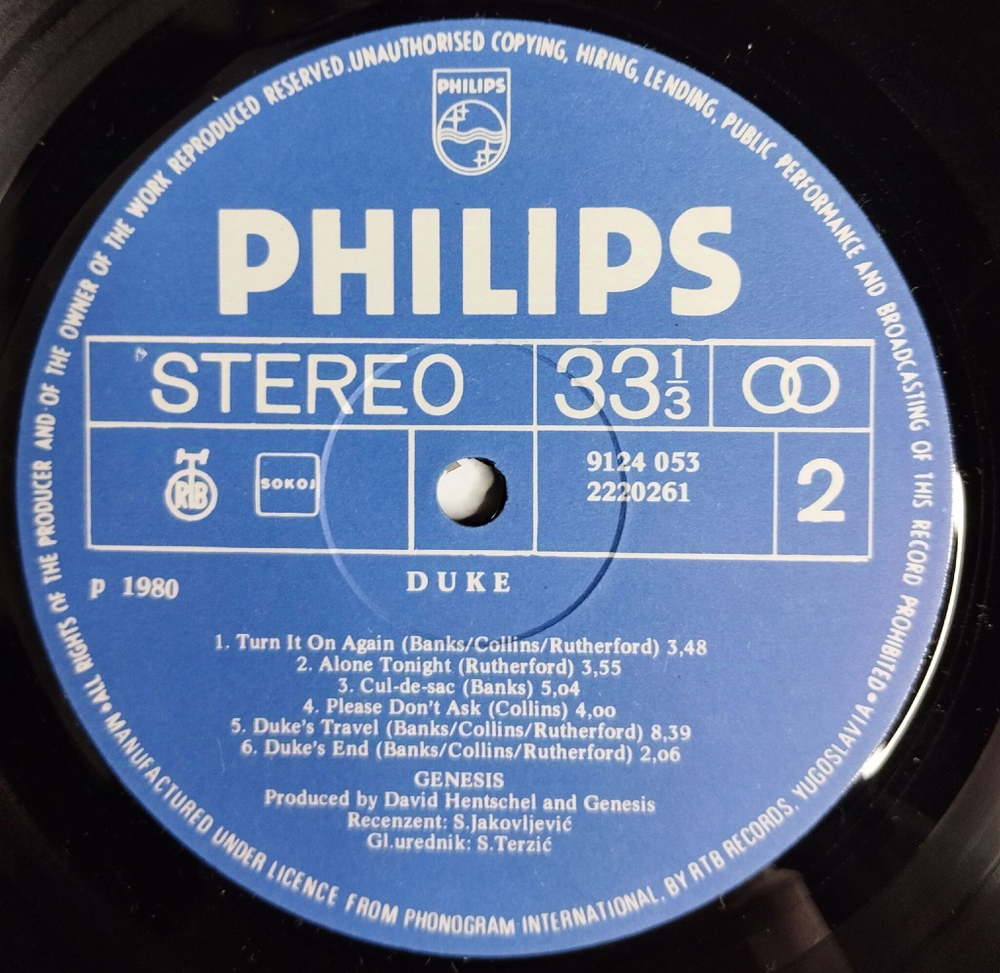 PHILIPS
PHILIPS
STEREO
33 1/3
RTB
SOKOJ
9124 053
2220261
2
p 1980
DUKE
1. Turn It On Again (Banks/Collins/Rutherford) 3,48
2. Alone Tonight (Rutherford) 3,55
3. Cul-de-sac (Banks) 5,04
4. Please Don't Ask (Collins) 4,00
5. Duke's Travel (Banks/Collins/Rutherford) 8,39
6. Duke's End (Banks/Collins/Rutherford) 2,06
GENESIS
Produced by David Hentschel and Genesis
Recenzent: S.Jakovljević
Gl.urednik: S.Terzić
•ALL RIGHTS OF THE PRODUCER AND OF THE OWNER OF THE WORK REPRODUCED RESERVED.UNAUTHORISED COPYING, HIRING, LENDING, PUBLIC PERFORMANCE AND BROADCASTING OF THIS RECORD PROHIBITED•
MANUFACTURED UNDER LICENCE FROM PHONOGRAM INTERNATIONAL, BY RTB RECORDS, YUGOSLAVIA